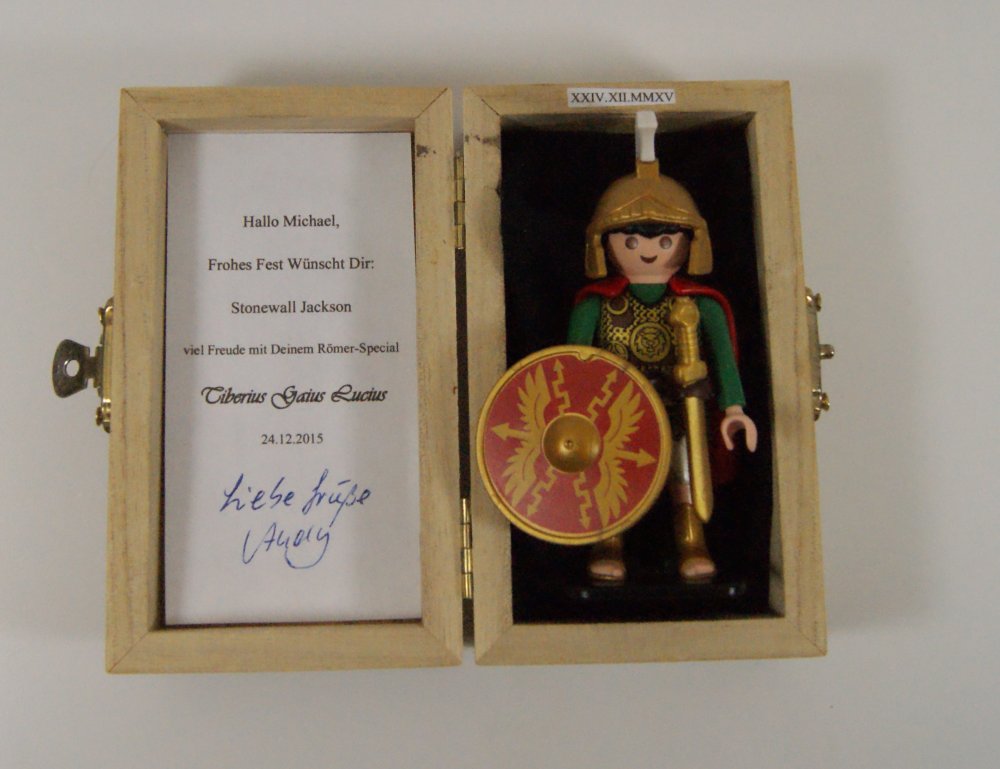 Hallo Michael,
Frohes Fest Wünscht Dir:
Stonewall Jackson
viel Freude mit Deinem Römer-Special
Tiberius Gaius Lucius
24.12.2015
Liebe Grüße
Andy
XXIV.XII.MMXV